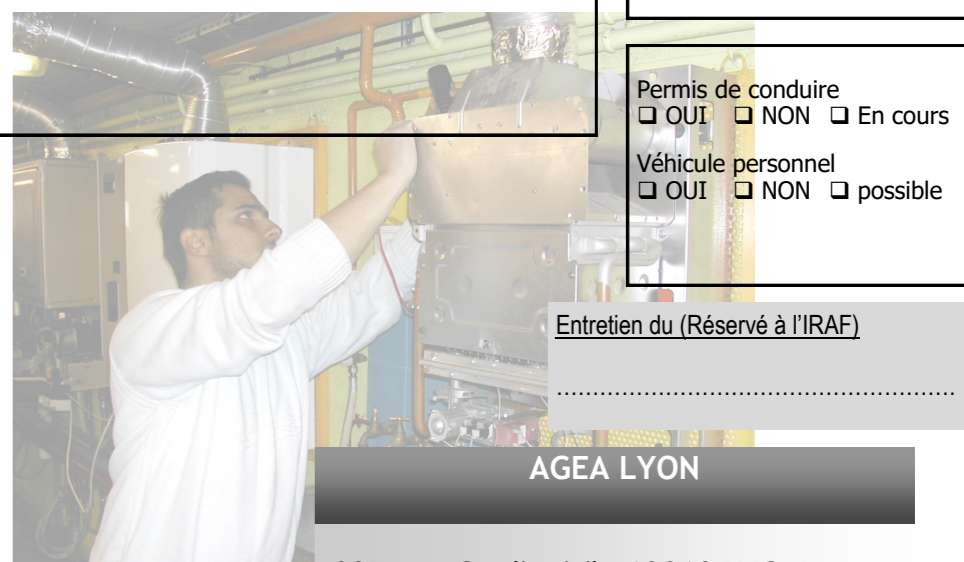 Permis de conduire
❑ OUI ❑ NON ❑ En cours
Véhicule personnel
❑ OUI ❑ NON ❑ possible
Entretien du (Réservé à l’IRAF)
…………………………………………………
AGEA LYON